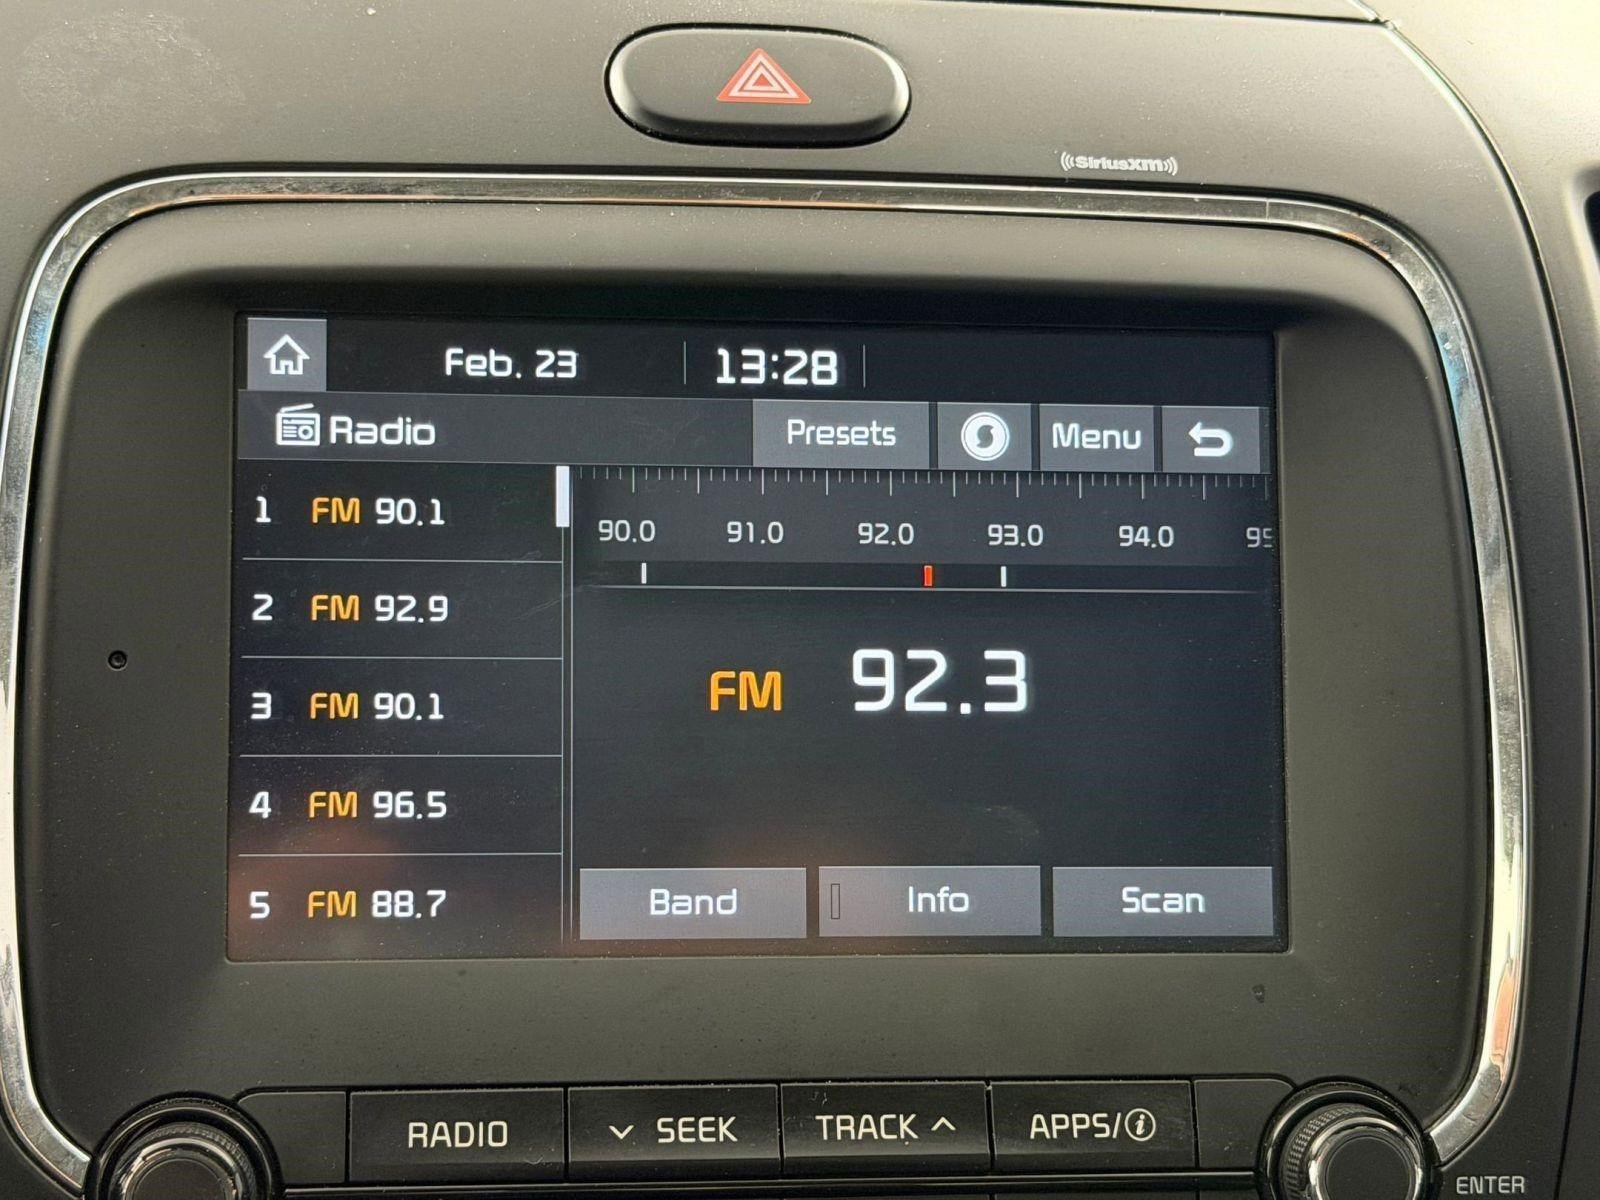 ((SiriusXM))
Feb. 23 13:28
Radio Presets Menu
1 FM 90.1
2 FM 92.9
3 FM 90.1
4 FM 96.5
5 FM 88.7
90.0 91.0 92.0 93.0 94.0 95
FM 92.3
Band Info Scan
RADIO SEEK TRACK APPS/i
ENTER